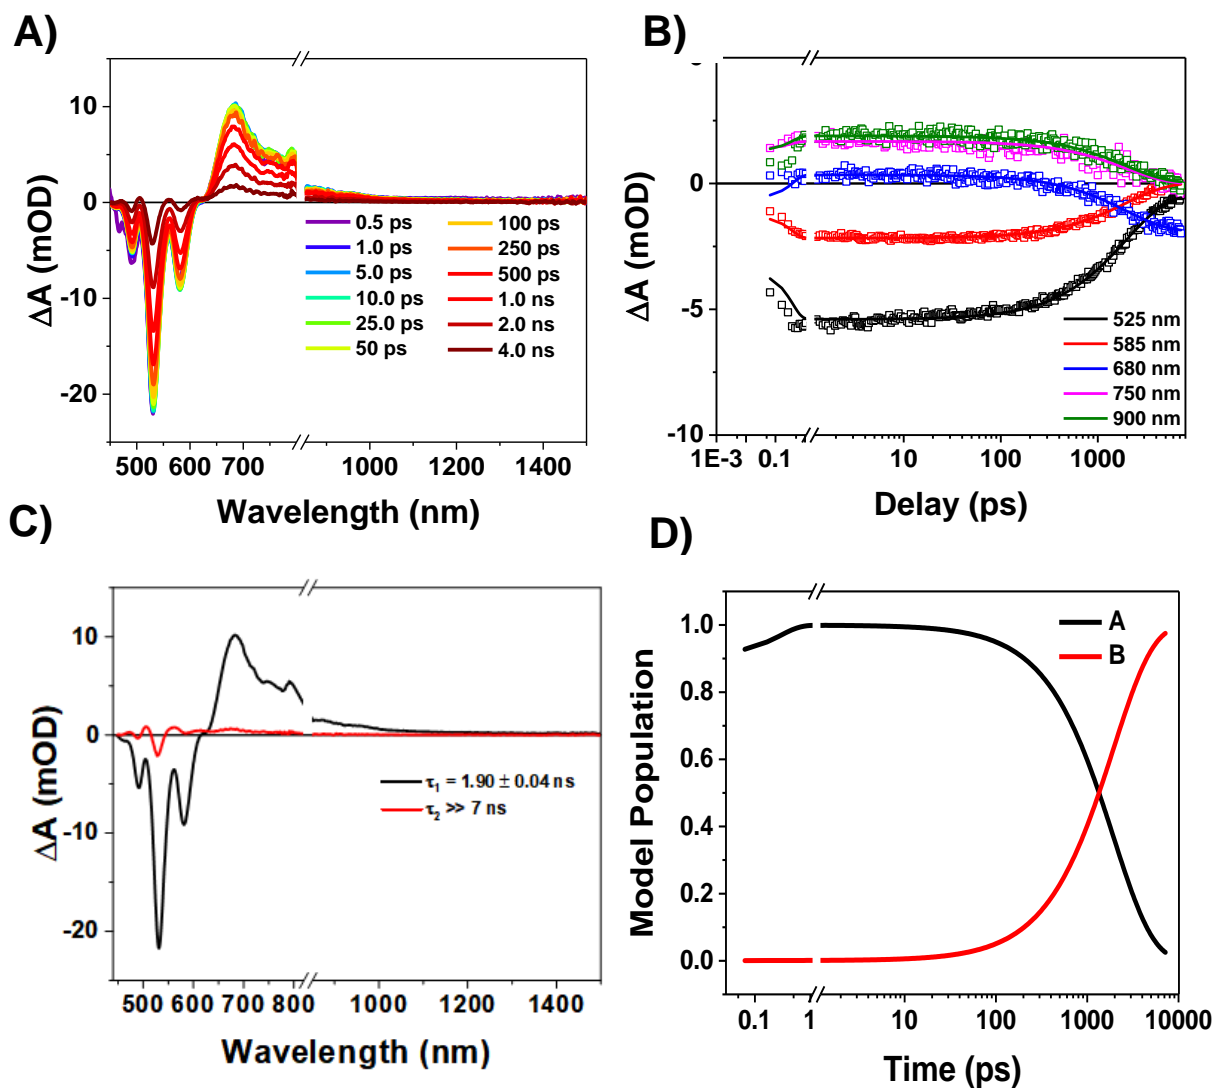 A)
ΔA (mOD)
10
0
-10
-20
0.5 ps
1.0 ps
5.0 ps
10.0 ps
25.0 ps
50 ps
100 ps
250 ps
500 ps
1.0 ns
2.0 ns
4.0 ns
500 600 700 1000 1200 1400
Wavelength (nm)
B)
ΔA (mOD)
0
-5
-10
525 nm
585 nm
680 nm
750 nm
900 nm
1E-3 0.1 10 100 1000
Delay (ps)
C)
ΔA (mOD)
10
0
-10
-20
τ1 = 1.90 ± 0.04 ns
τ2 >> 7 ns
500 600 700 800 1000 1200 1400
Wavelength (nm)
D)
Model Population
1.0
0.8
0.6
0.4
0.2
0.0
A
B
0.1 1 10 100 1000 10000
Time (ps)